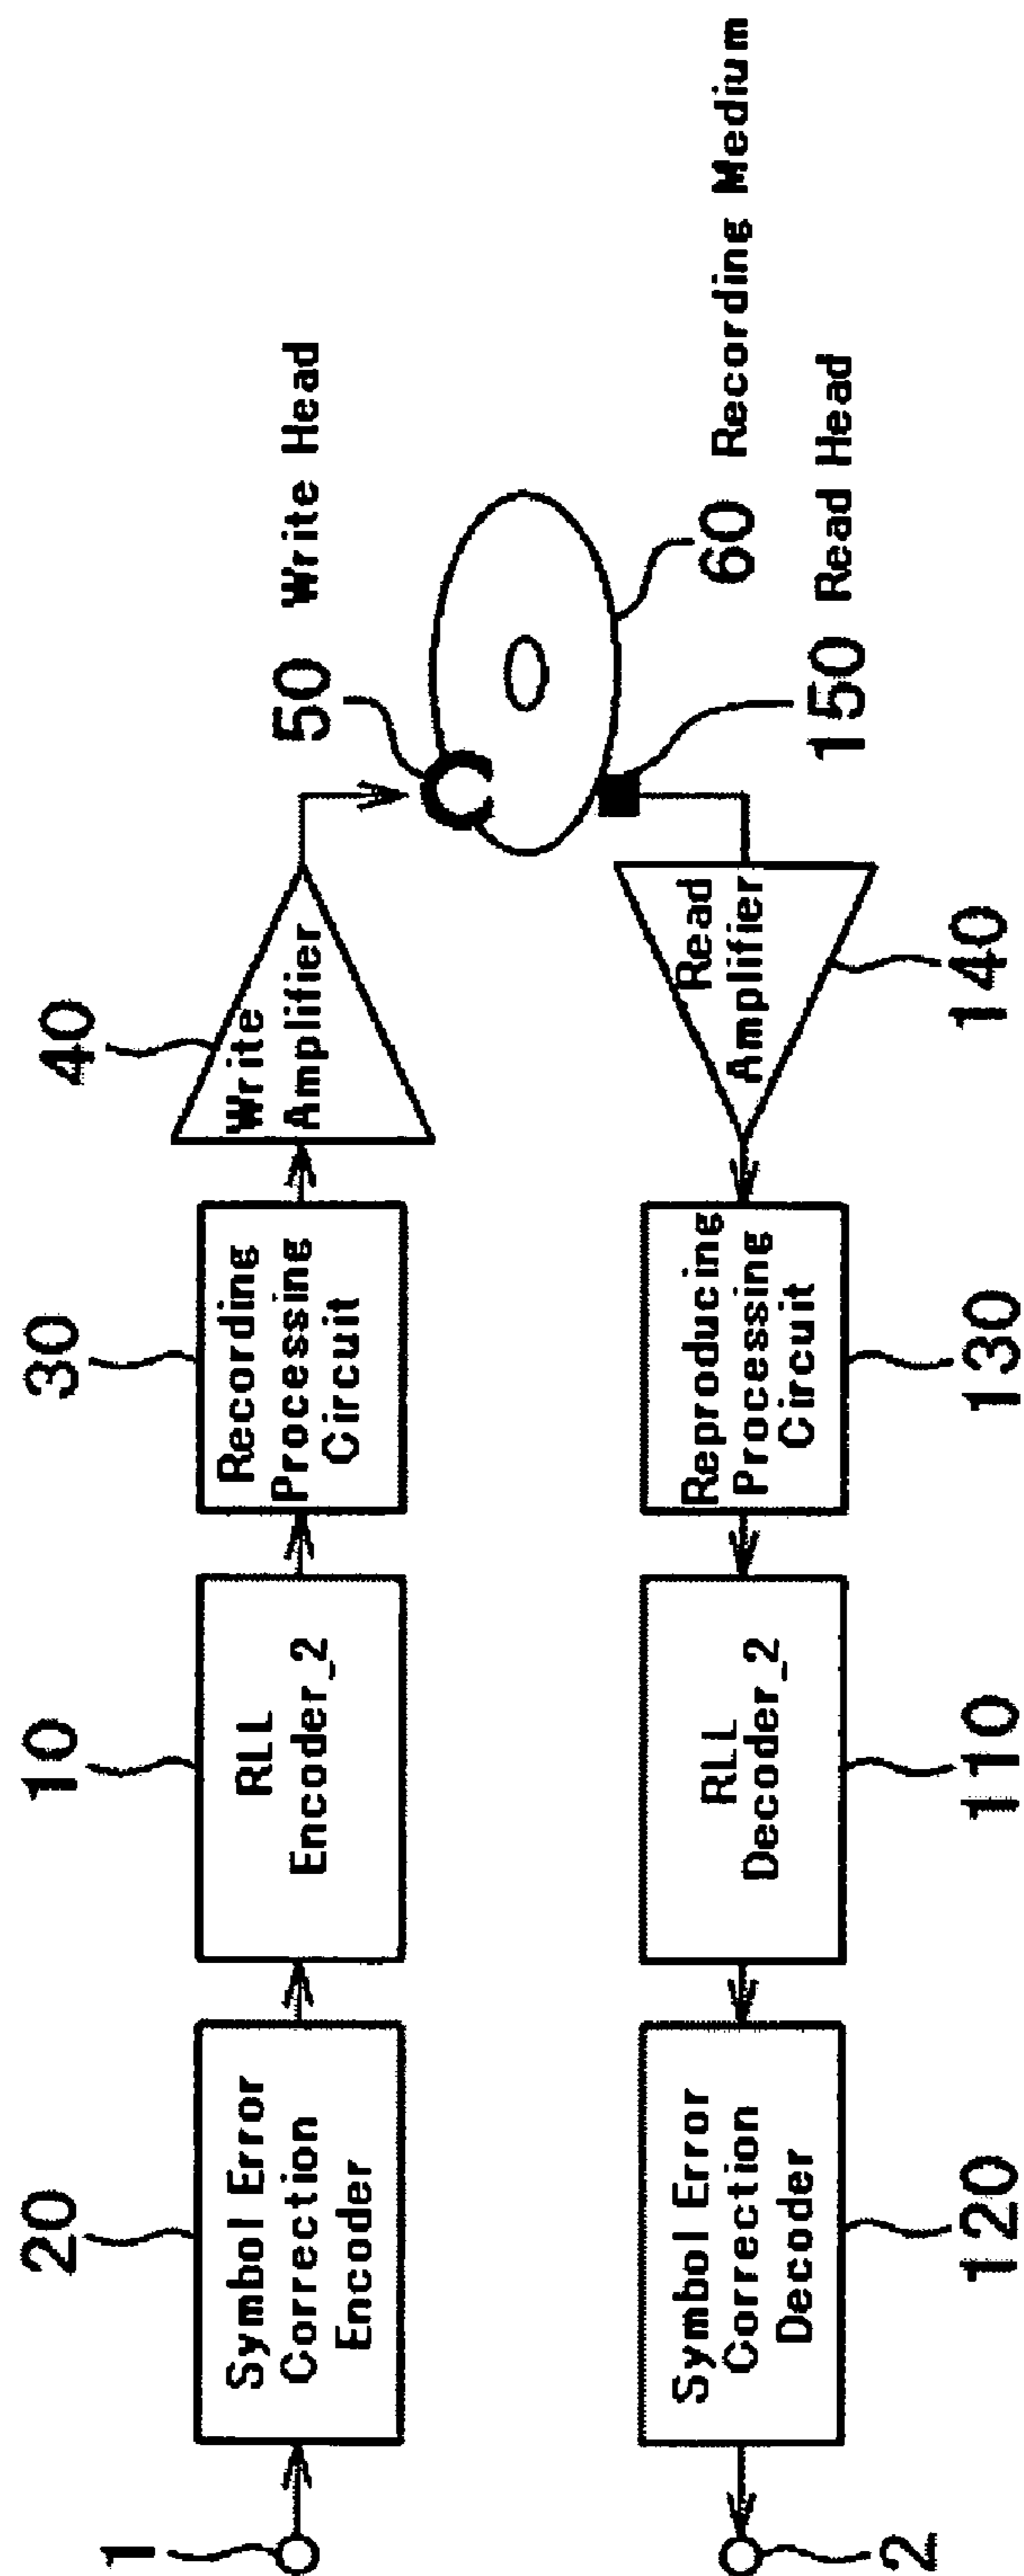 1
20
Symbol Error
Correction
Encoder
10
RLL
Encoder_2
30
Recording
Processing
Circuit
40
Write
Amplifier
50 Write Head
60 Recording Medium
150 Read Head
Read
Amplifier
140
Reproducing
Processing
Circuit
130
RLL
Decoder_2
110
Symbol Error
Correction
Decoder
120
2